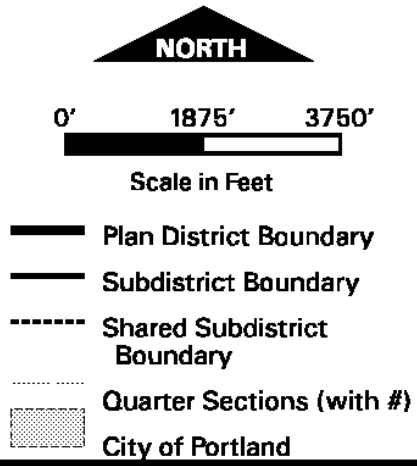 NORTH
0' 1875' 3750'
Scale in Feet
Plan District Boundary
Subdistrict Boundary
Shared Subdistrict
Boundary
Quarter Sections (with #)
City of Portland